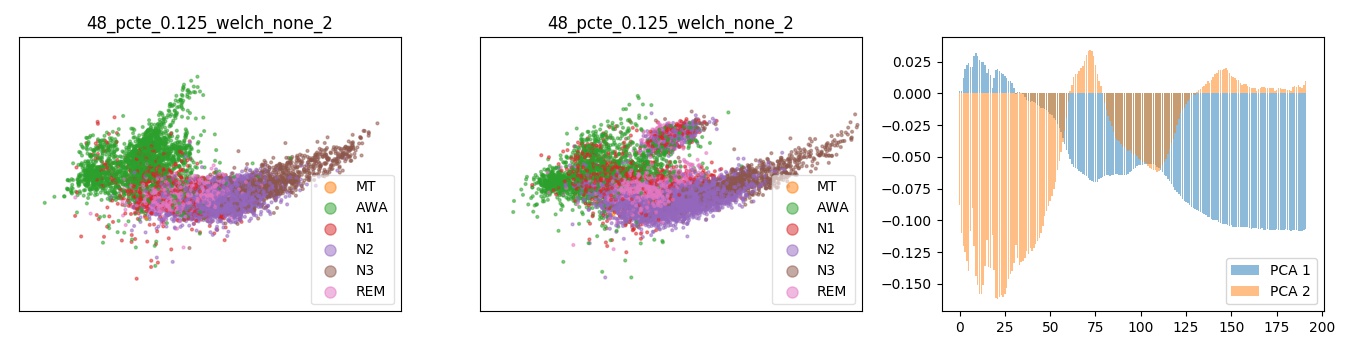 48_pcte_0.125_welch_none_2
MT
AWA
N1
N2
N3
REM
48_pcte_0.125_welch_none_2
MT
AWA
N1
N2
N3
REM
0.025
0.000
−0.025
−0.050
−0.075
−0.100
−0.125
−0.150
PCA 1
PCA 2
0 25 50 75 100 125 150 175 200